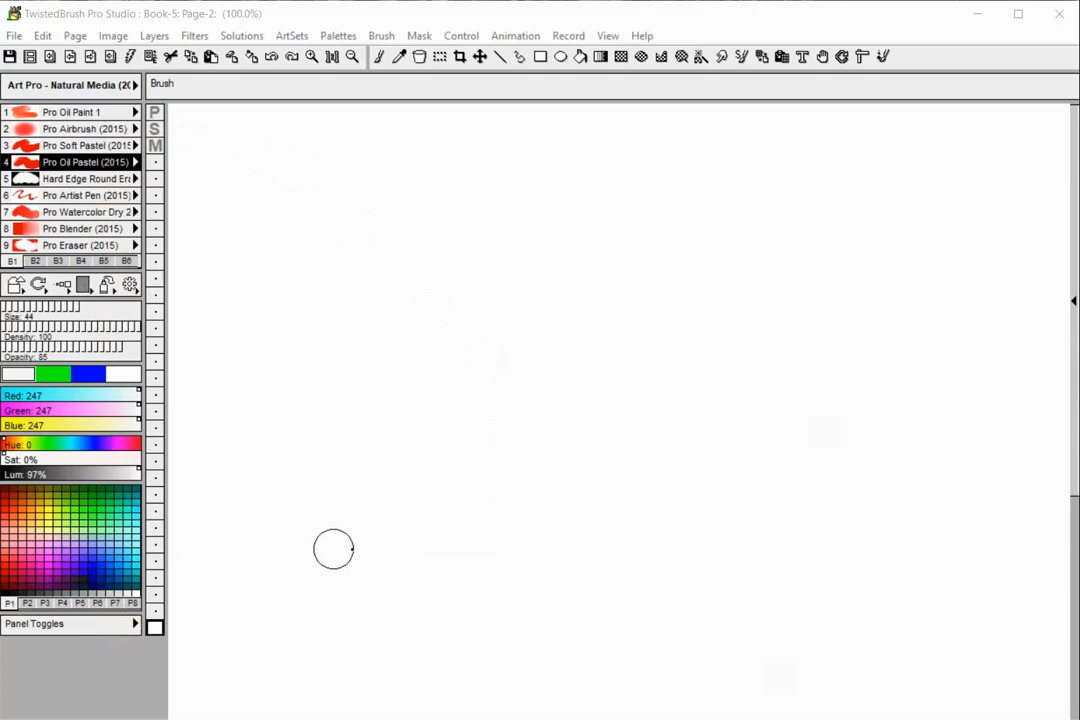 TwistedBrush Pro Studio : Book-5: Page-2: (100.0%)
File Edit Page Image Layers Filters Solutions ArtSets Palettes Brush Mask Control Animation Record View Help
Art Pro - Natural Media (20
Brush
1 Pro Oil Paint 1
2 Pro Airbrush (2015)
3 Pro Soft Pastel (2015
4 Pro Oil Pastel (2015)
5 Hard Edge Round Era
6 Pro Artist Pen (2015)
7 Pro Watercolor Dry 2
8 Pro Blender (2015)
9 Pro Eraser (2015)
B1 B2 B3 B4 B5 B6
P
S
M
Size: 44
Density: 100
Opacity: 85
Red: 247
Green: 247
Blue: 247
Hue: 0
Sat: 0%
Lum: 97%
P1 P2 P3 P4 P5 P6 P7 P8
Panel Toggles